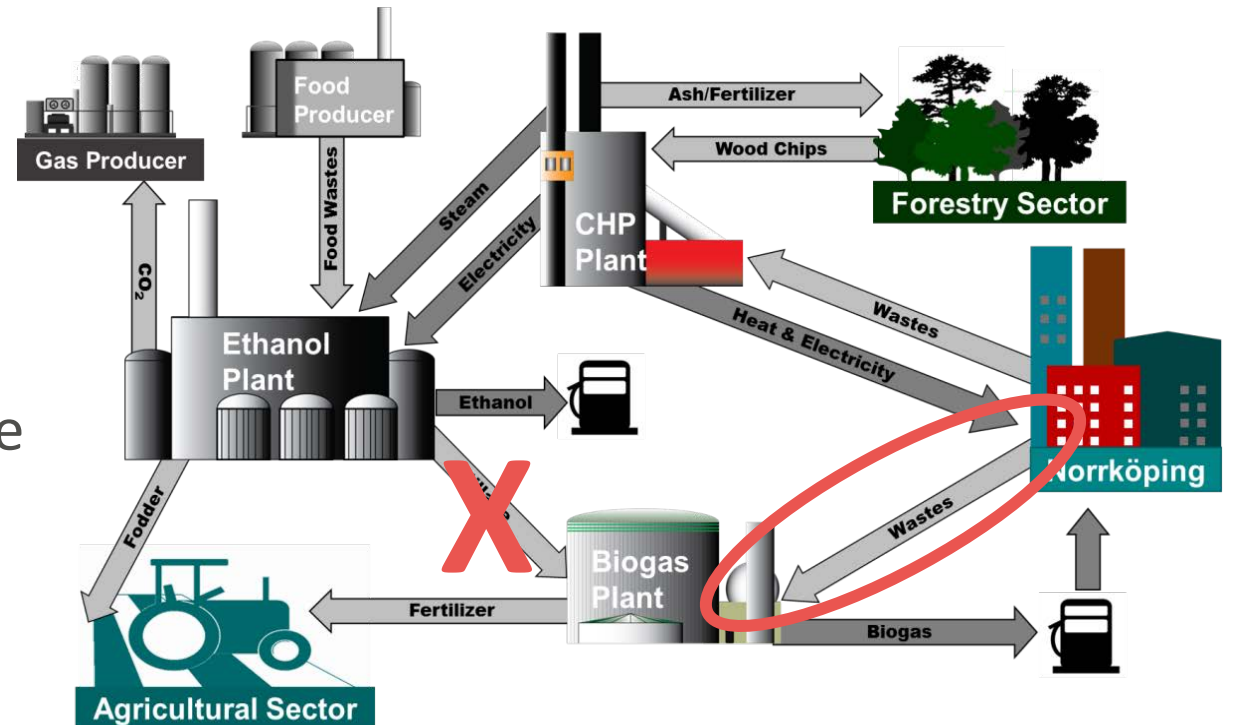 Food
Producer
Gas Producer
Ash/Fertilizer
Wood Chips
Forestry Sector
CO₂
Food Wastes
Steam
Electricity
CHP
Plant
Wastes
Heat & Electricity
Ethanol
Plant
Ethanol
e
Norrköping
X
Wastes
Fodder
Biogas
Plant
Fertilizer
Biogas
Agricultural Sector